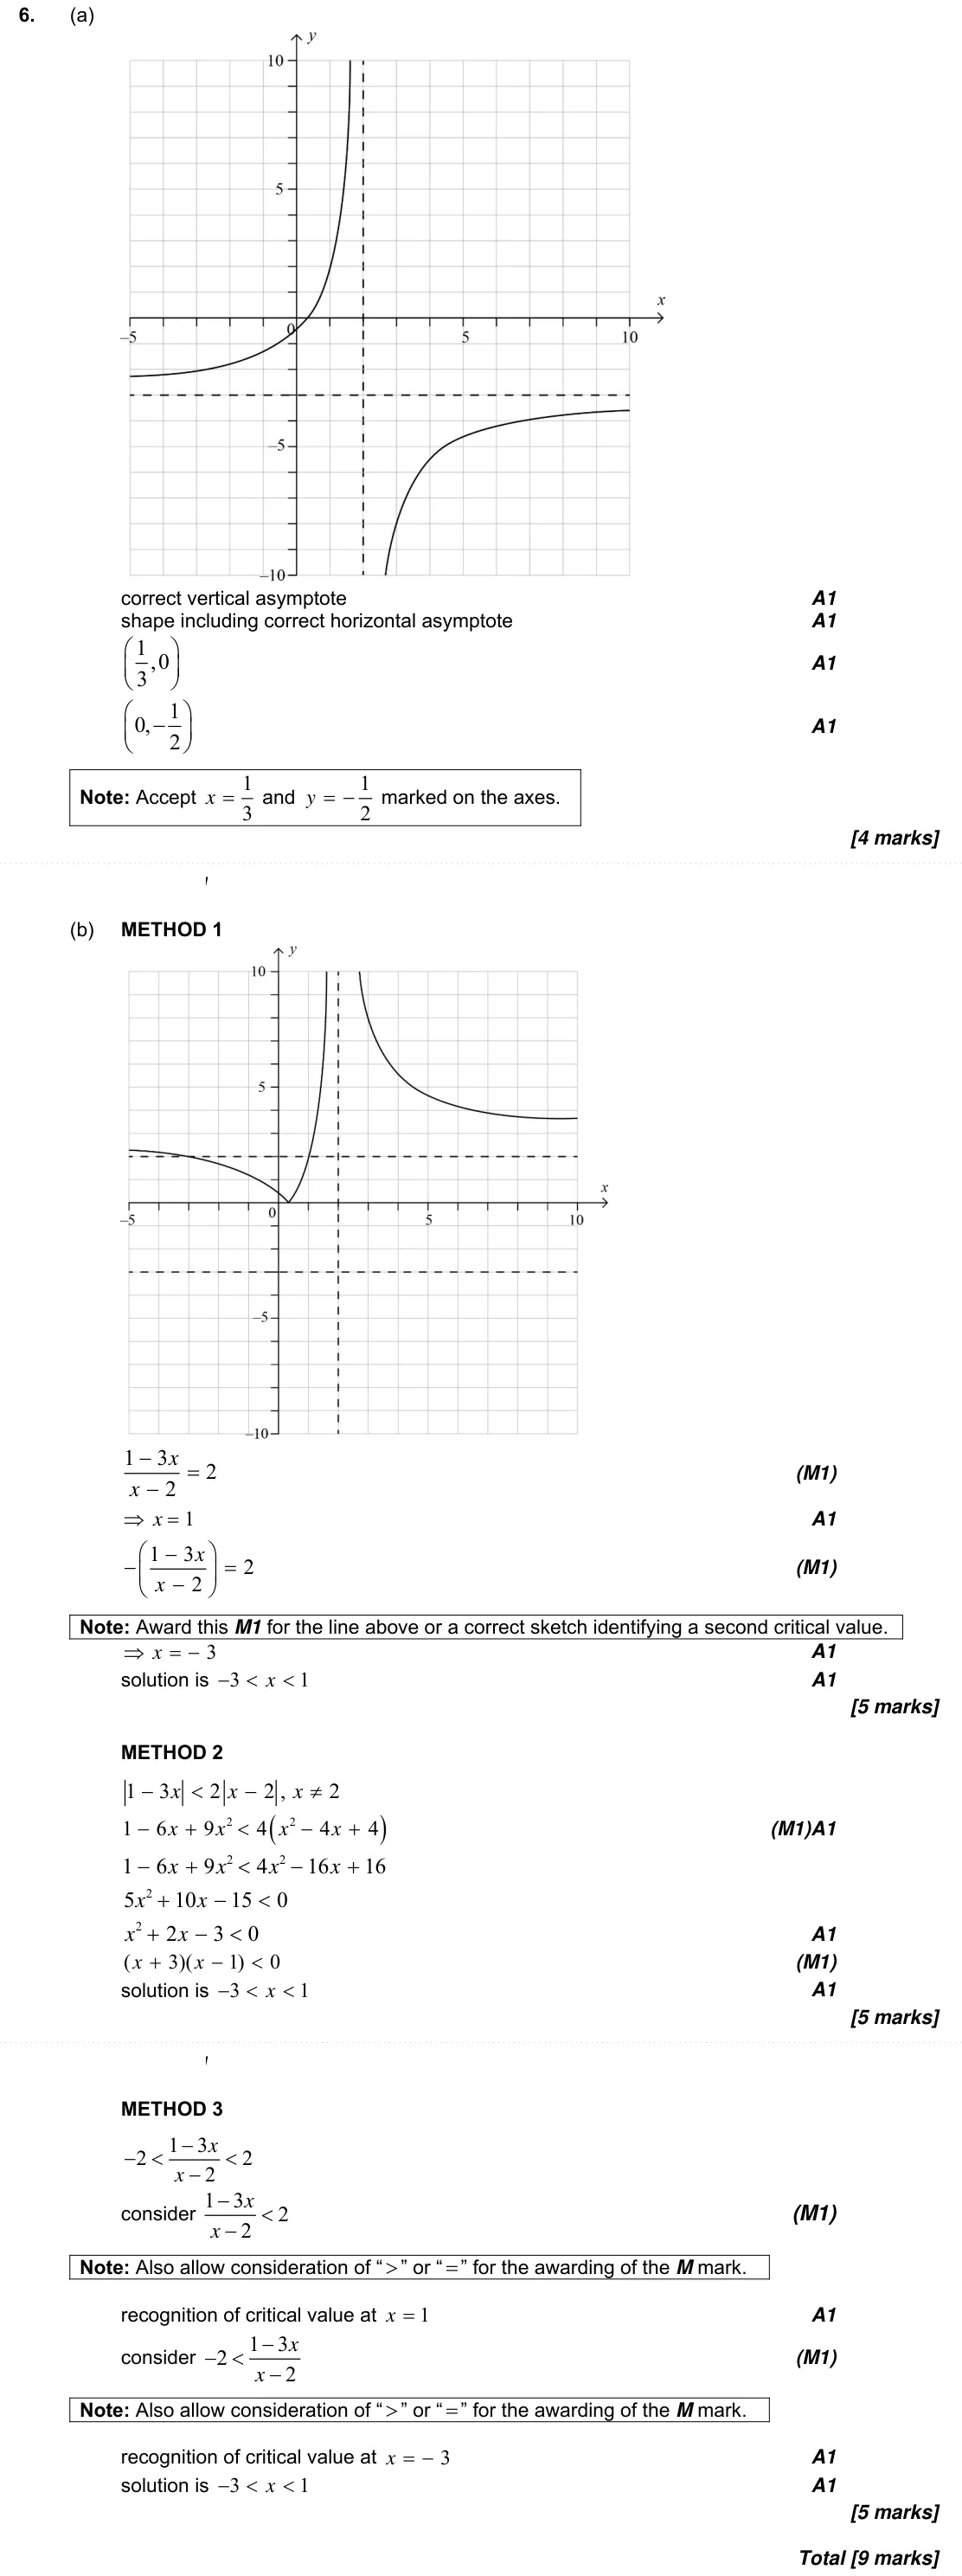 6. (a)
y
10
5
x
0
-5
5
10
-5
-10
correct vertical asymptote A1
shape including correct horizontal asymptote A1
(1/3, 0) A1
(0, -1/2) A1
Note: Accept x = 1/3 and y = -1/2 marked on the axes.
[4 marks]
(b) METHOD 1
y
10
5
x
0
-5
5
10
-5
-10
(1 - 3x)/(x - 2) = 2 (M1)
⇒ x = 1 A1
-((1 - 3x)/(x - 2)) = 2 (M1)
Note: Award this M1 for the line above or a correct sketch identifying a second critical value.
⇒ x = -3 A1
solution is -3 < x < 1 A1
[5 marks]
METHOD 2
|1 - 3x| < 2|x - 2|, x ≠ 2
1 - 6x + 9x² < 4(x² - 4x + 4) (M1)A1
1 - 6x + 9x² < 4x² - 16x + 16
5x² + 10x - 15 < 0
x² + 2x - 3 < 0 A1
(x + 3)(x - 1) < 0 (M1)
solution is -3 < x < 1 A1
[5 marks]
METHOD 3
-2 < (1 - 3x)/(x - 2) < 2
consider (1 - 3x)/(x - 2) < 2 (M1)
Note: Also allow consideration of “>” or “=” for the awarding of the M mark.
recognition of critical value at x = 1 A1
consider -2 < (1 - 3x)/(x - 2) (M1)
Note: Also allow consideration of “>” or “=” for the awarding of the M mark.
recognition of critical value at x = -3 A1
solution is -3 < x < 1 A1
[5 marks]
Total [9 marks]